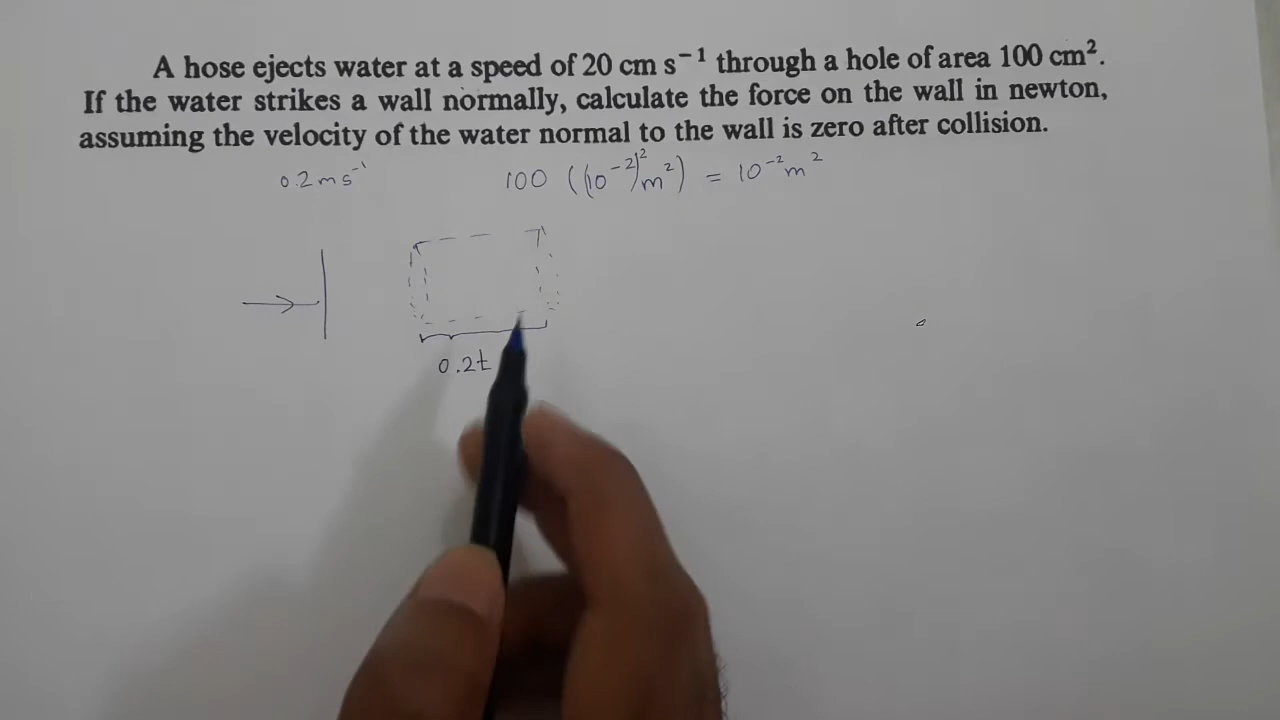 A hose ejects water at a speed of 20 cm s⁻¹ through a hole of area 100 cm².
If the water strikes a wall normally, calculate the force on the wall in newton,
assuming the velocity of the water normal to the wall is zero after collision.
0.2 m s⁻¹ 100 ((10⁻²)² m²) = 10⁻² m²
0.2t